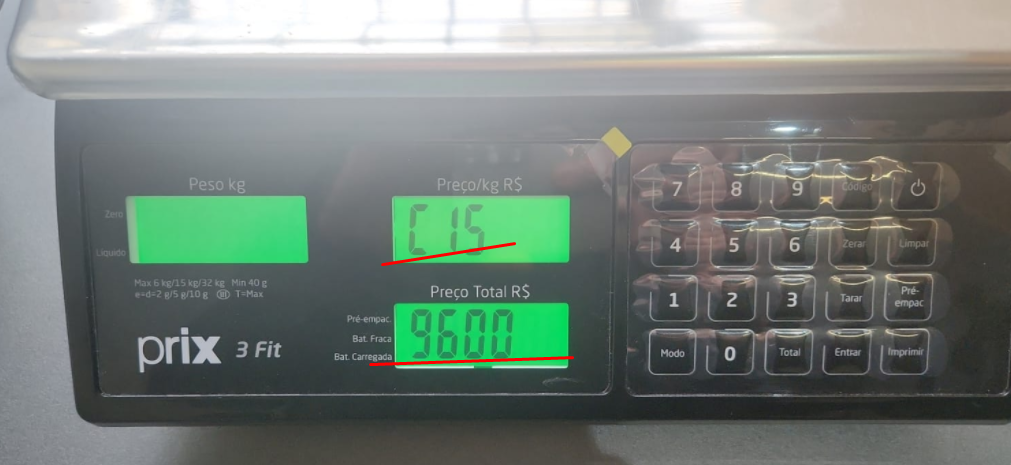 Peso kg
Preço/kg R$
Zero
Líquido
C15
Max 6 kg/15 kg/32 kg Min 40 g
e=d=2 g/5 g/10 g T=Max
Preço Total R$
Pré-empac.
Bat. Fraca
Bat. Carregada
9600
prix 3 Fit
7 8 9 Código
4 5 6 Zerar Limpar
1 2 3 Tarar Pré-empac
Modo 0 Total Entrar Imprimir